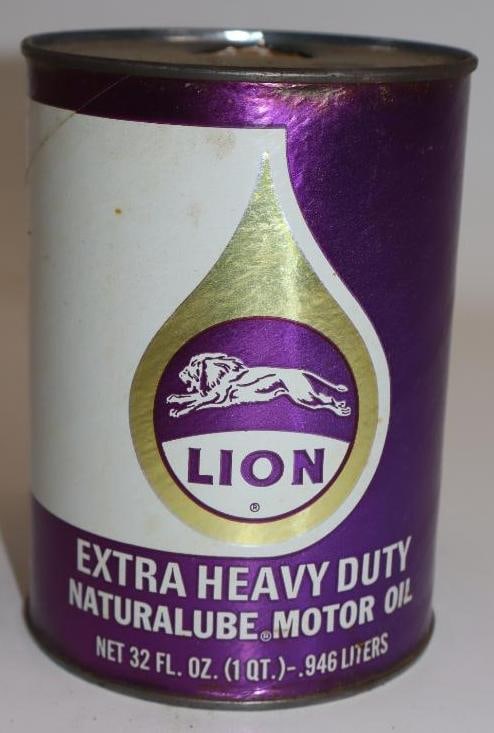 LION
®
EXTRA HEAVY DUTY
NATURALUBE® MOTOR OIL
NET 32 FL. OZ. (1 QT.)-.946 LITERS